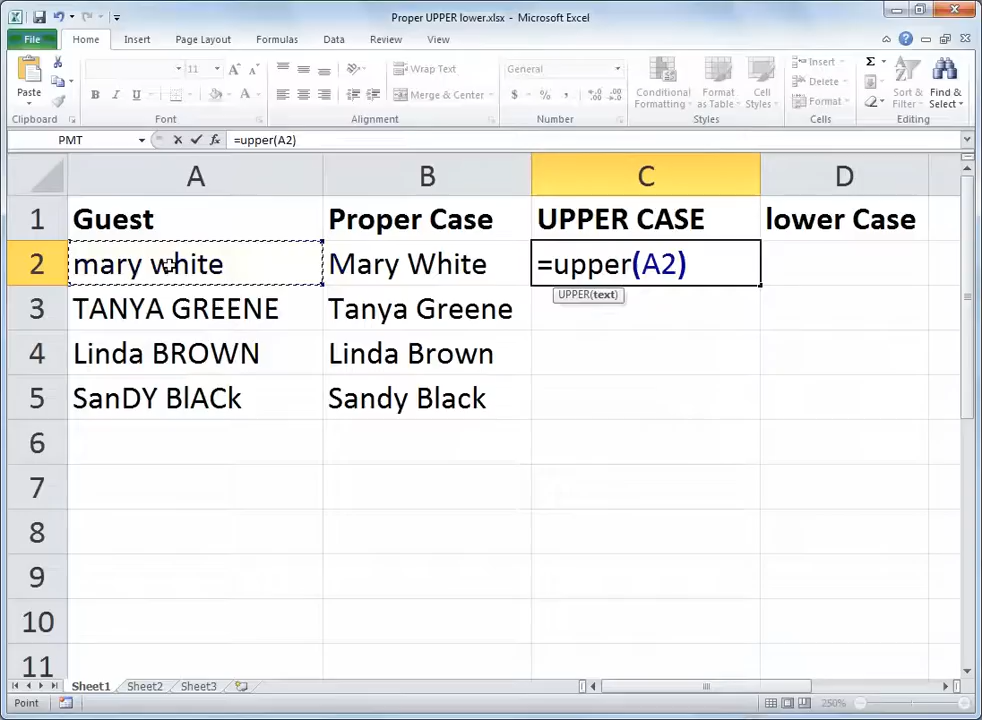 Proper UPPER lower.xlsx - Microsoft Excel
File Home Insert Page Layout Formulas Data Review View
Paste
11
B I U A
Wrap Text
Merge & Center
General
$ % ,
Conditional Formatting
Format as Table
Cell Styles
Insert
Delete
Format
Σ
Sort & Filter
Find & Select
Clipboard Font Alignment Number Styles Cells Editing
PMT fx =upper(A2)
A B C D
1 Guest Proper Case UPPER CASE lower Case
2 mary white Mary White =upper(A2)
UPPER(text)
3 TANYA GREENE Tanya Greene
4 Linda BROWN Linda Brown
5 SanDY BlACk Sandy Black
6
7
8
9
10
11
Sheet1 Sheet2 Sheet3
Point 250%